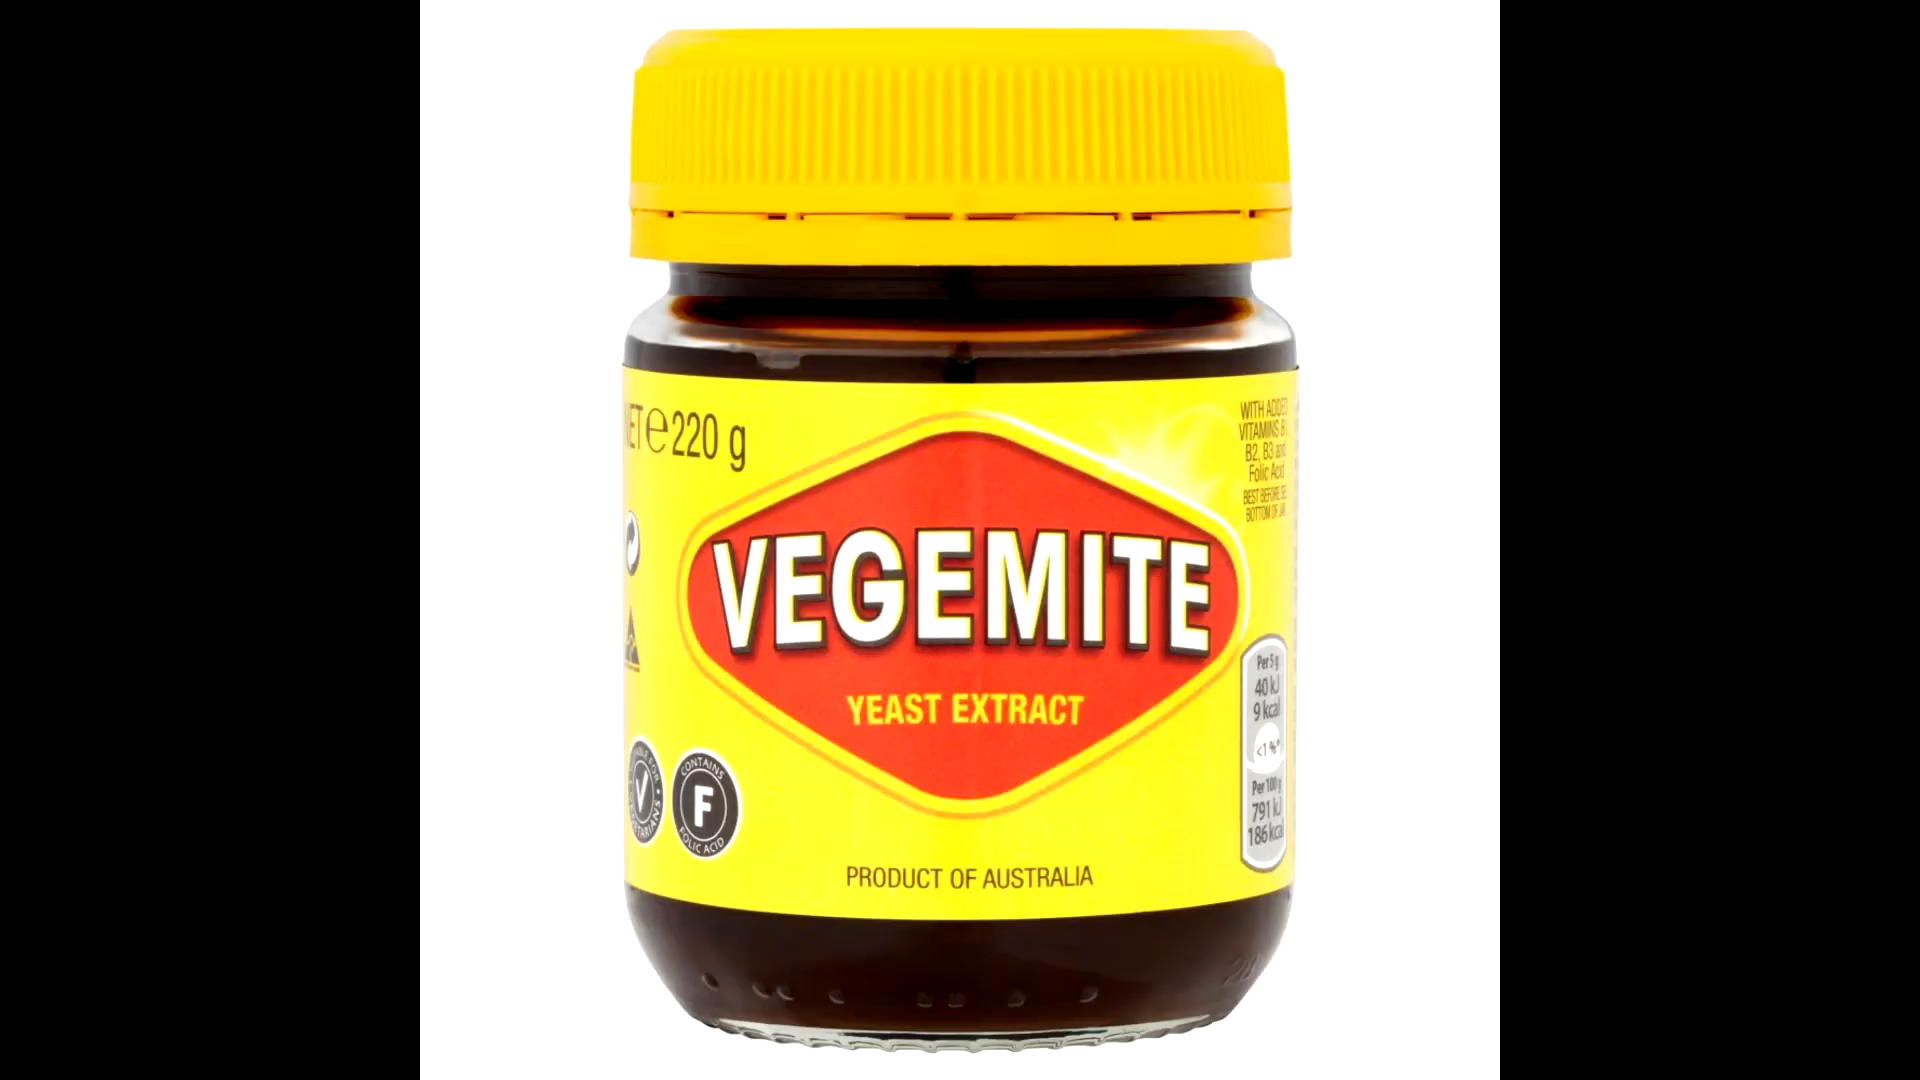 NET e 220 g
WITH ADDED
VITAMINS B1,
B2, B3 and
Folic Acid
BEST BEFORE SEE
BOTTOM OF JAR
VEGEMITE
YEAST EXTRACT
Per 5 g
40 kJ
9 kcal
<1 %*
Per 100 g
791 kJ
186 kcal
V
VEGETARIANS
CONTAINS
F
FOLIC ACID
PRODUCT OF AUSTRALIA